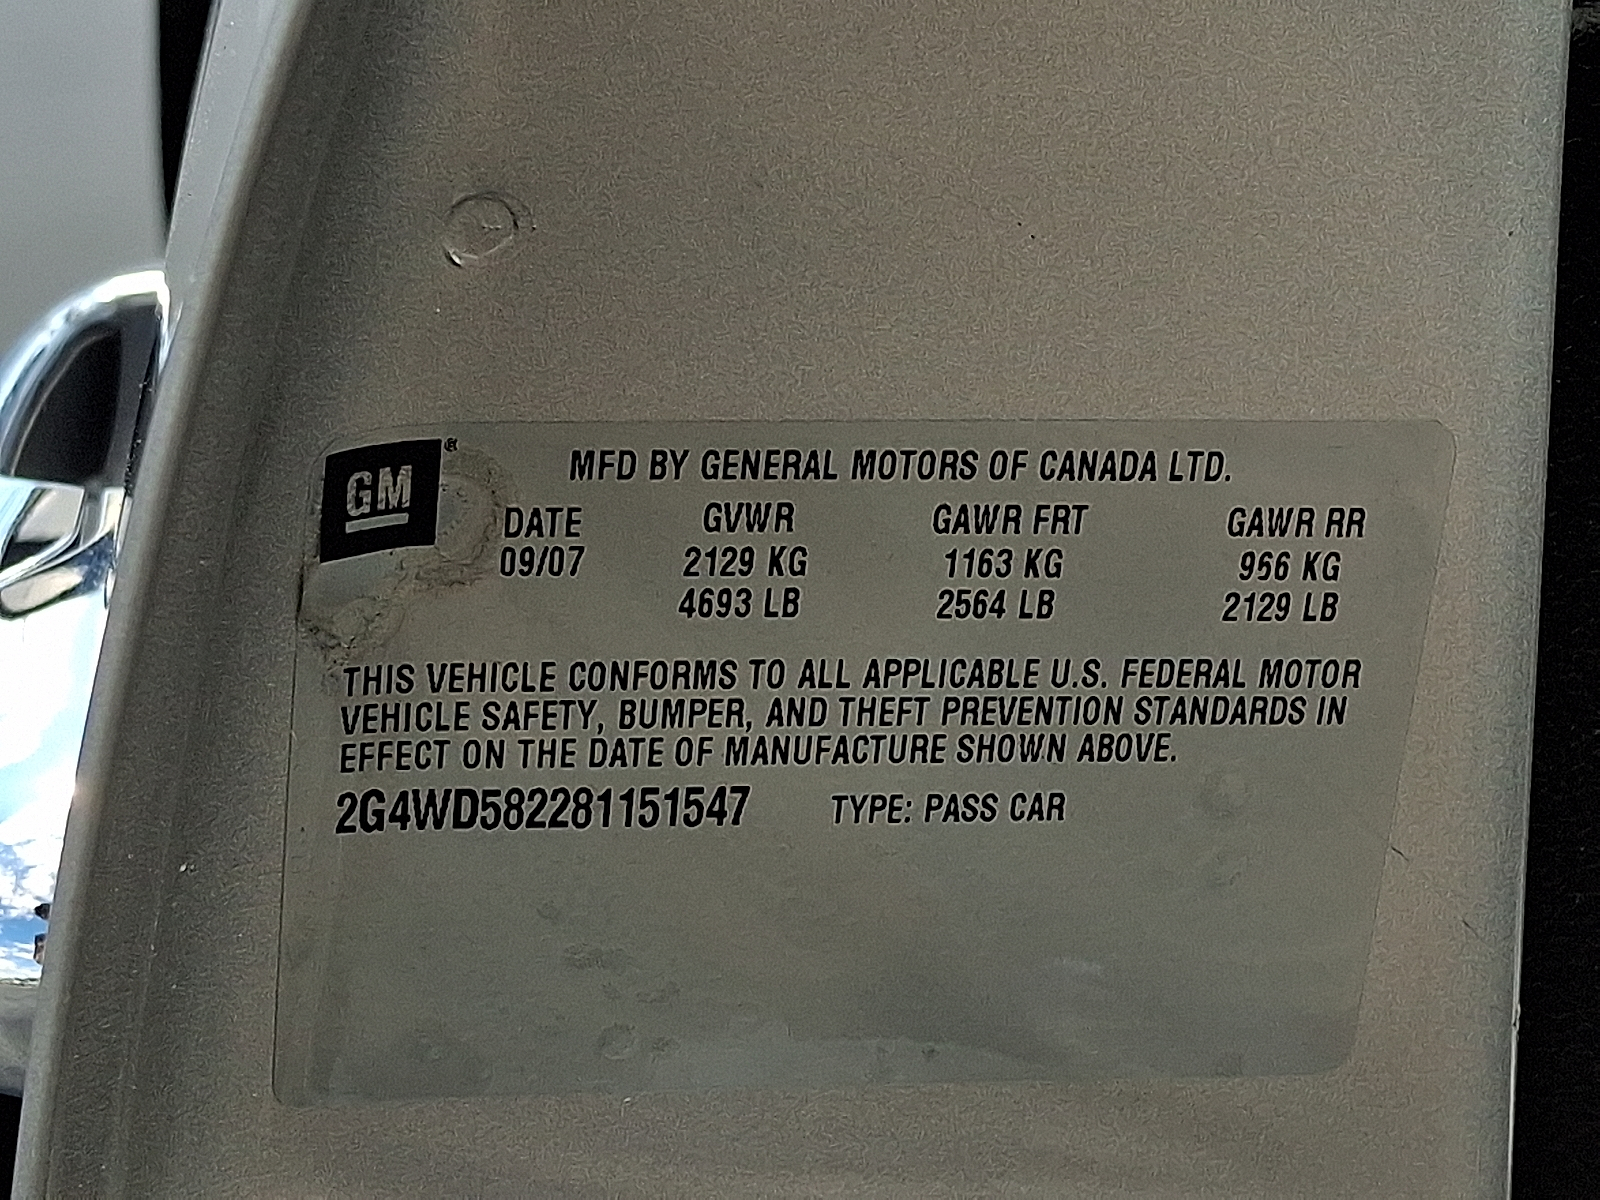 GM®
MFD BY GENERAL MOTORS OF CANADA LTD.
DATE GVWR GAWR FRT GAWR RR
09/07 2129 KG 1163 KG 966 KG
4693 LB 2564 LB 2129 LB
THIS VEHICLE CONFORMS TO ALL APPLICABLE U.S. FEDERAL MOTOR
VEHICLE SAFETY, BUMPER, AND THEFT PREVENTION STANDARDS IN
EFFECT ON THE DATE OF MANUFACTURE SHOWN ABOVE.
2G4WD582281151547 TYPE: PASS CAR